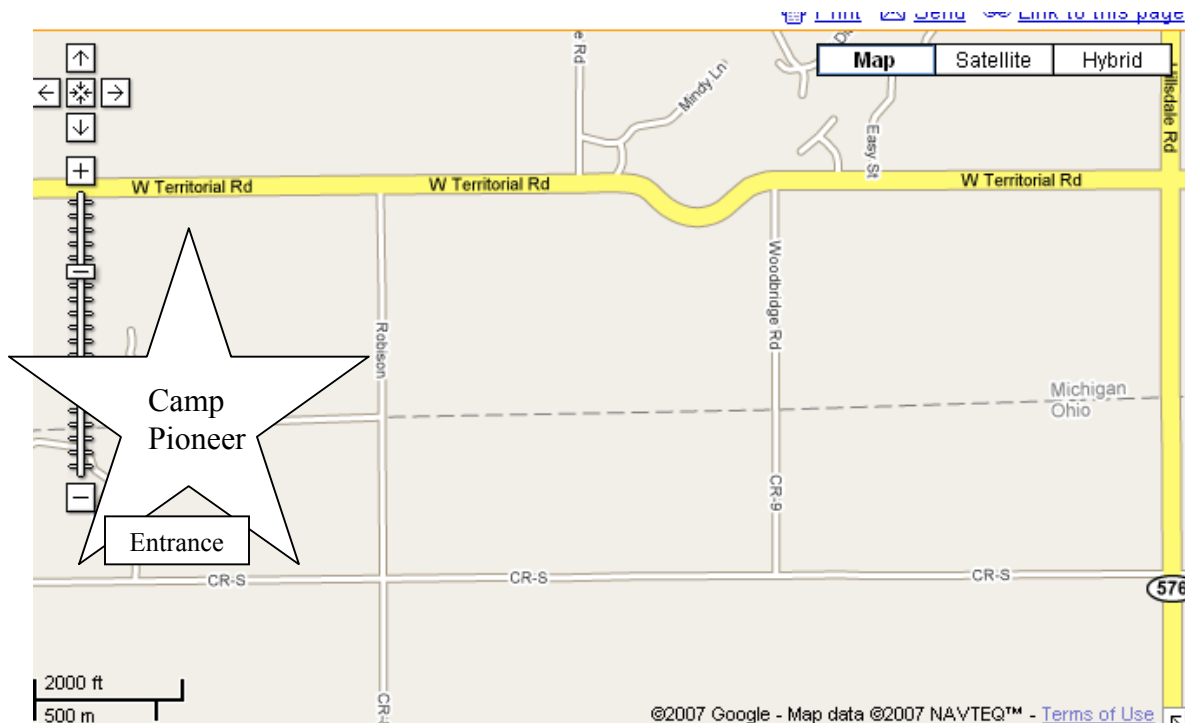 Print Send Link to this page
Map Satellite Hybrid
e Rd
Mindy Ln
Easy St
Hillsdale Rd
W Territorial Rd W Territorial Rd W Territorial Rd
Robison
Woodbridge Rd
Camp
Pioneer
Michigan
Ohio
CR-9
Entrance
CR-S CR-S CR-S
576
2000 ft
500 m
©2007 Google - Map data ©2007 NAVTEQ™ - Terms of Use